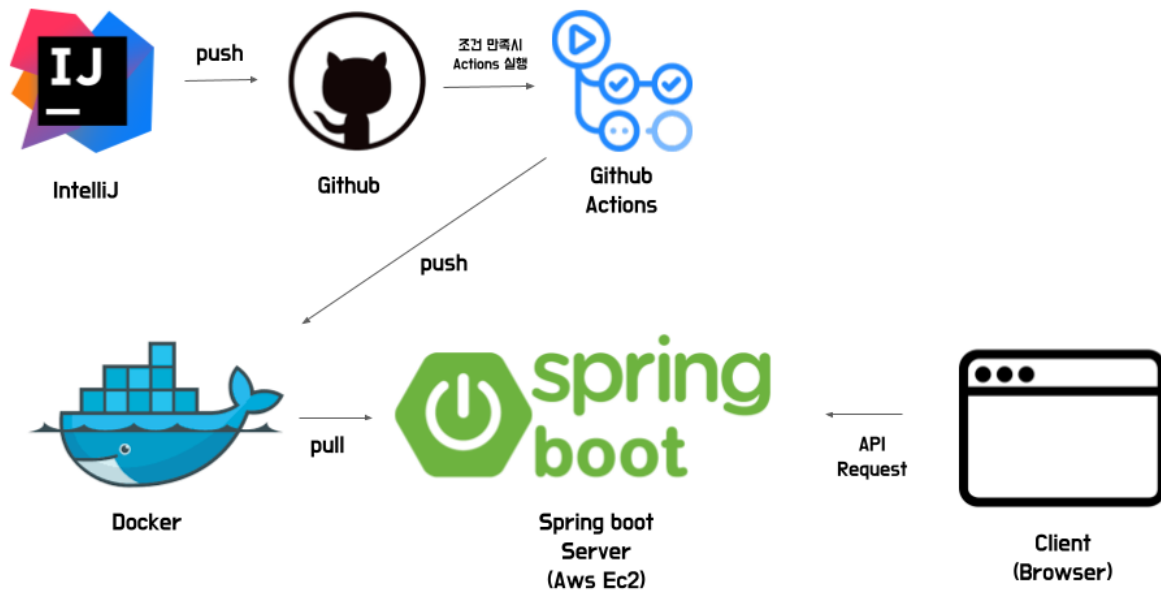 IJ
push
조건 만족시
Actions 실행
IntelliJ
Github
Github
Actions
push
spring
boot
pull
API
Request
Docker
Spring boot
Server
(Aws Ec2)
Client
(Browser)